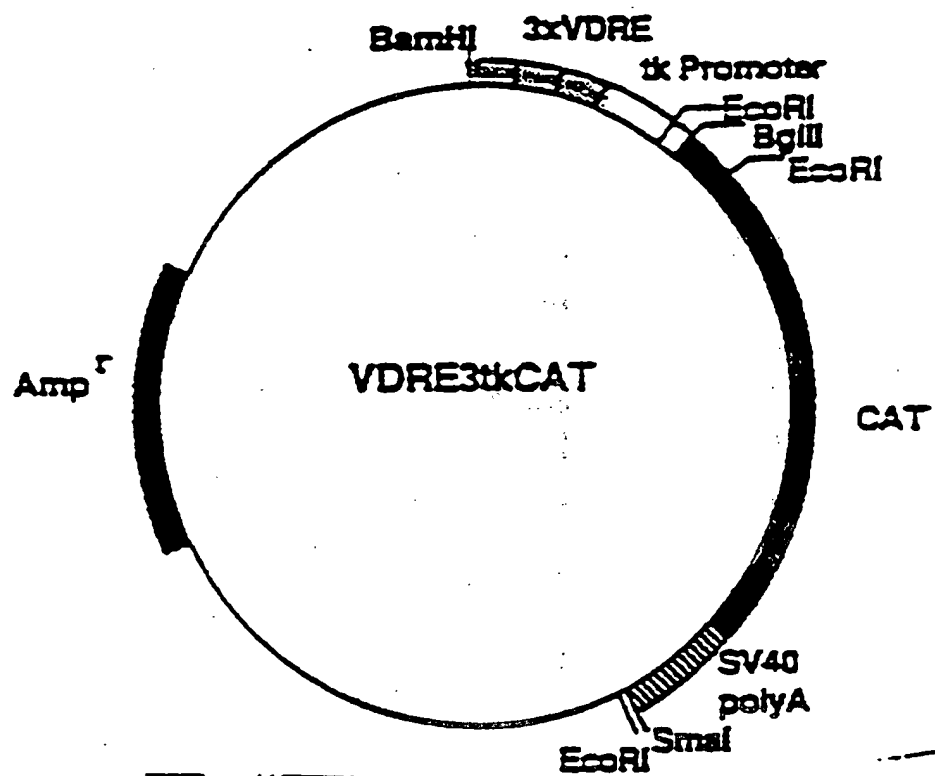 BamHI
3xVDRE
tk Promoter
EcoRI
BglII
EcoRI
Amp r
VDRE3tkCAT
CAT
SV40
polyA
SmaI
EcoRI